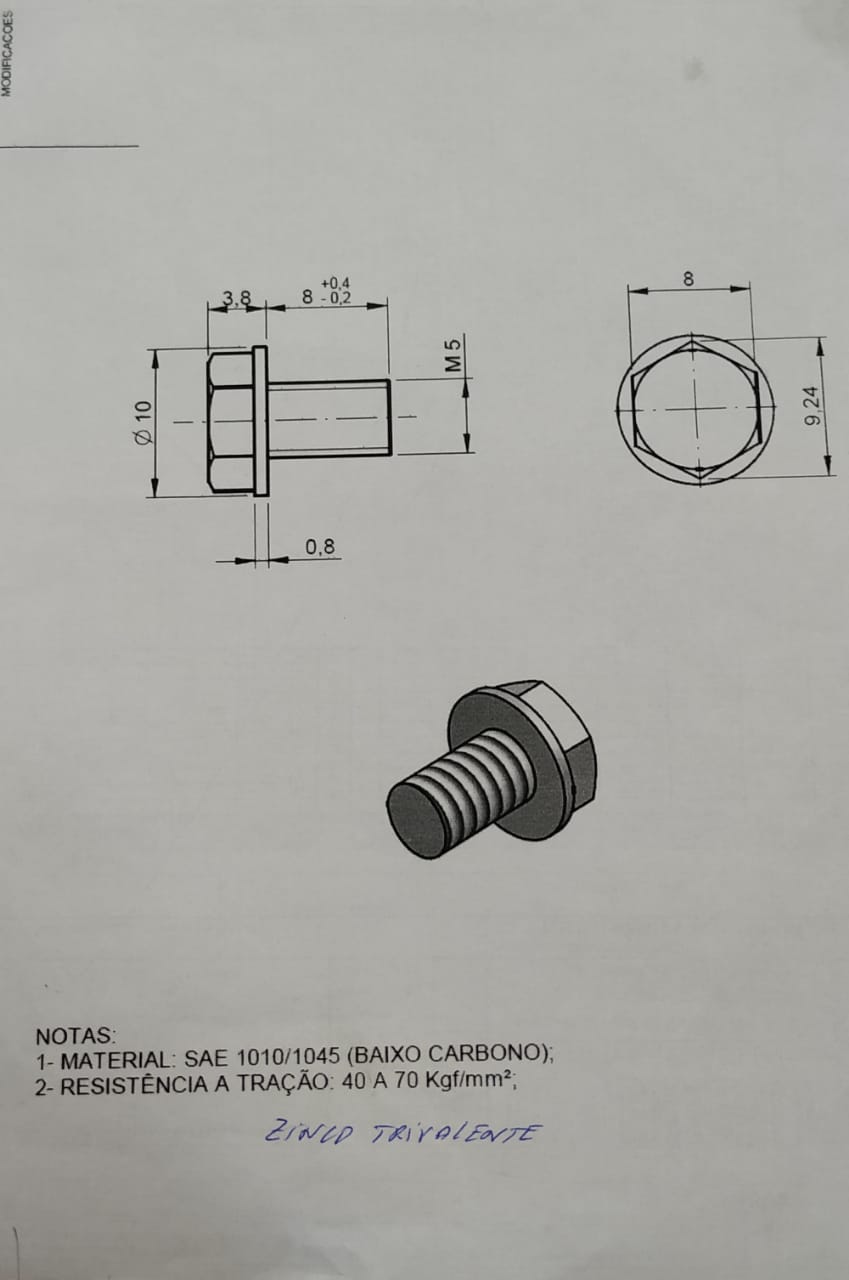 MODIFICACOES
3,8
8 +0,4
- 0,2
M 5
Ø 10
0,8
8
9,24
NOTAS:
1- MATERIAL: SAE 1010/1045 (BAIXO CARBONO);
2- RESISTÊNCIA A TRAÇÃO: 40 A 70 Kgf/mm²;
ZINCO TRIVALENTE